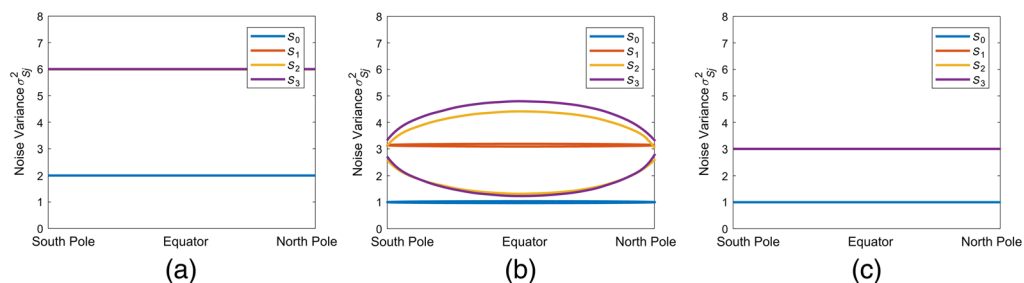 Noise Variance σ²Sj
8
7
6
5
4
3
2
1
0
S0
S1
S2
S3
South Pole Equator North Pole
(a)
Noise Variance σ²Sj
8
7
6
5
4
3
2
1
0
S0
S1
S2
S3
South Pole Equator North Pole
(b)
Noise Variance σ²Sj
8
7
6
5
4
3
2
1
0
S0
S1
S2
S3
South Pole Equator North Pole
(c)